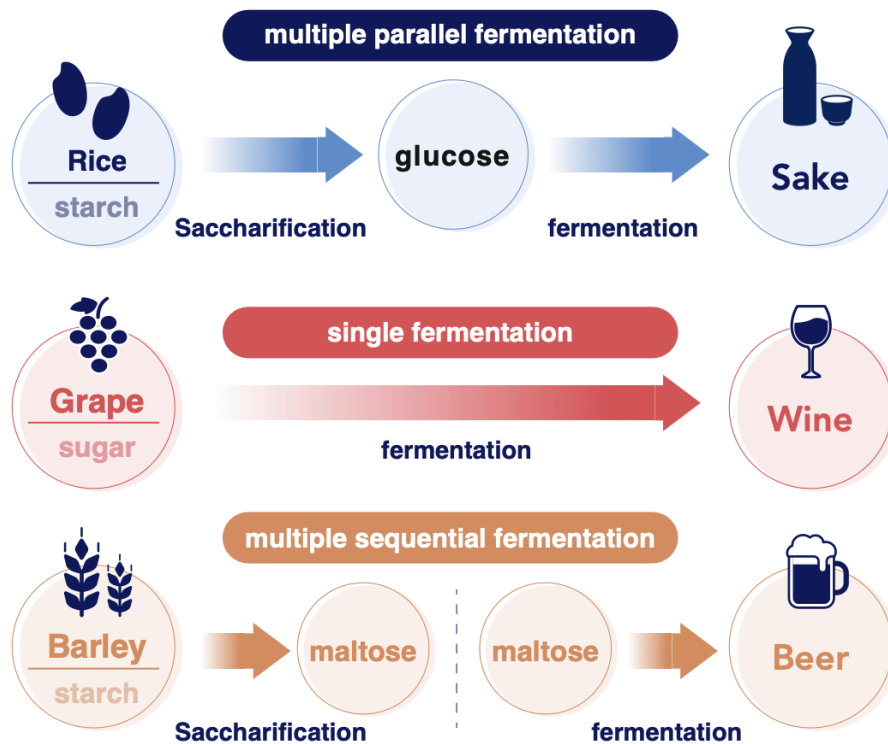 multiple parallel fermentation
Rice
starch
Saccharification
glucose
fermentation
Sake
single fermentation
Grape
sugar
fermentation
Wine
multiple sequential fermentation
Barley
starch
Saccharification
maltose
maltose
fermentation
Beer